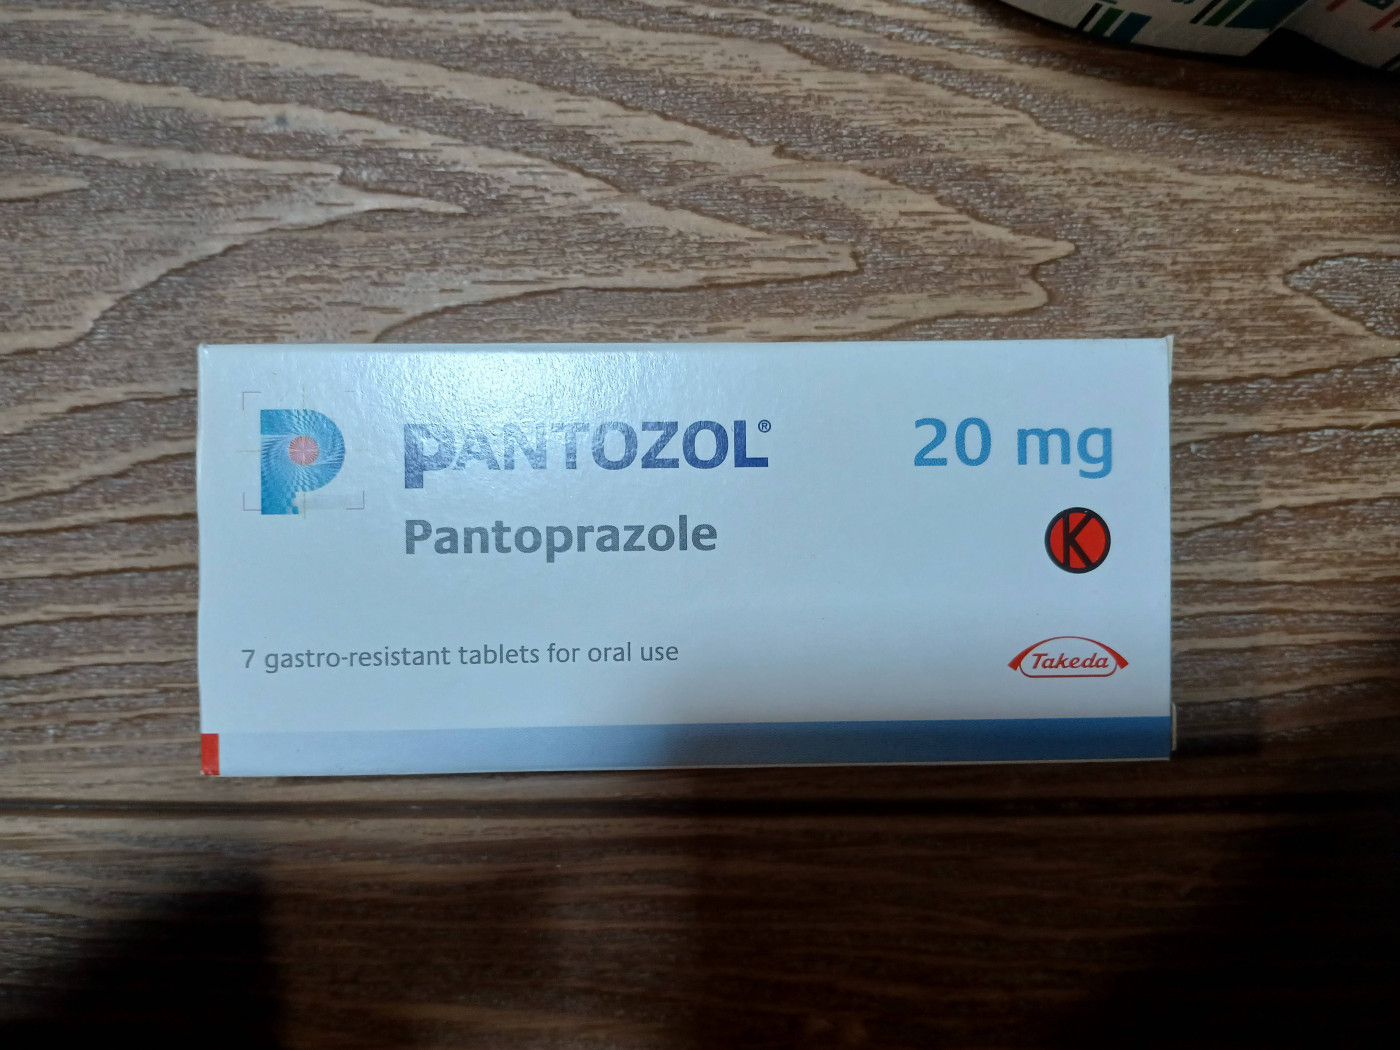 PANTOZOL®
20 mg
Pantoprazole
K
7 gastro-resistant tablets for oral use
Takeda